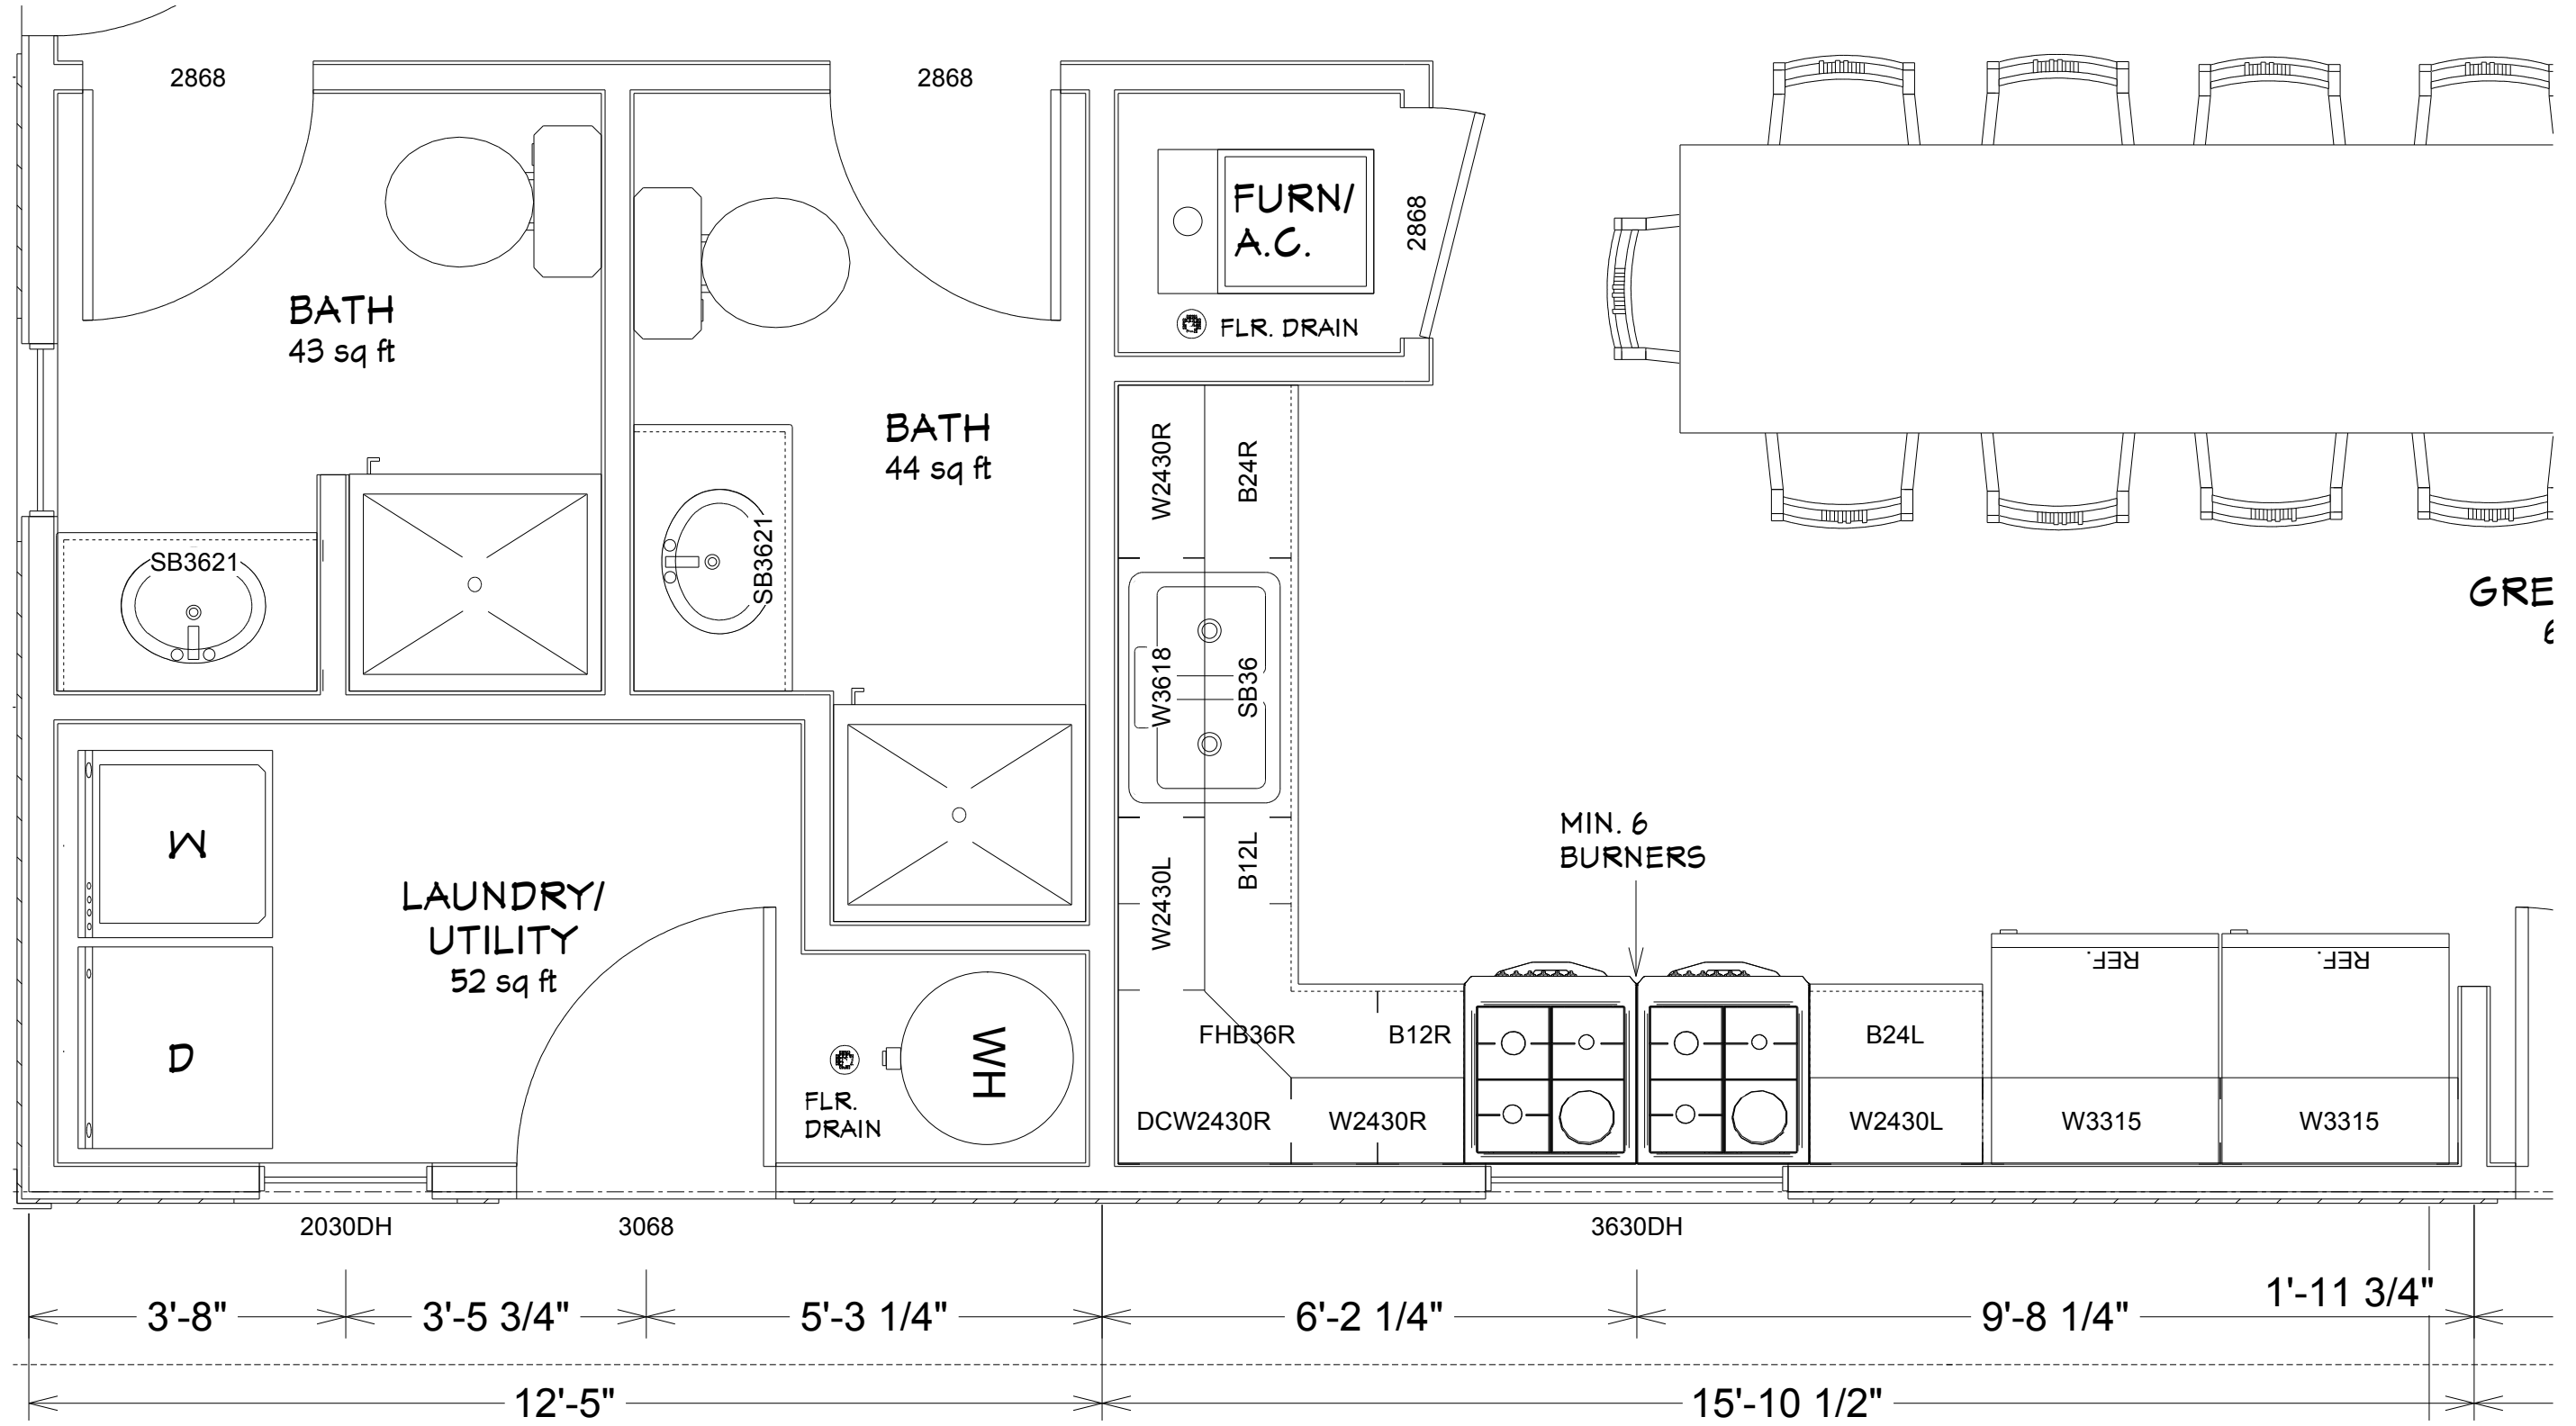 2868
2868
FURN/
A.C.
2868
FLR. DRAIN
BATH
43 sq ft
BATH
44 sq ft
W2430R
B24R
SB3621
SB3621
W3618
SB36
GRE
6
MIN. 6
BURNERS
W
W2430L
B12L
LAUNDRY/
UTILITY
52 sq ft
D
REF.
REF.
FHB36R
B12R
B24L
WH
FLR.
DRAIN
DCW2430R
W2430R
W2430L
W3315
W3315
2030DH
3068
3630DH
3'-8"
3'-5 3/4"
5'-3 1/4"
6'-2 1/4"
9'-8 1/4"
1'-11 3/4"
12'-5"
15'-10 1/2"